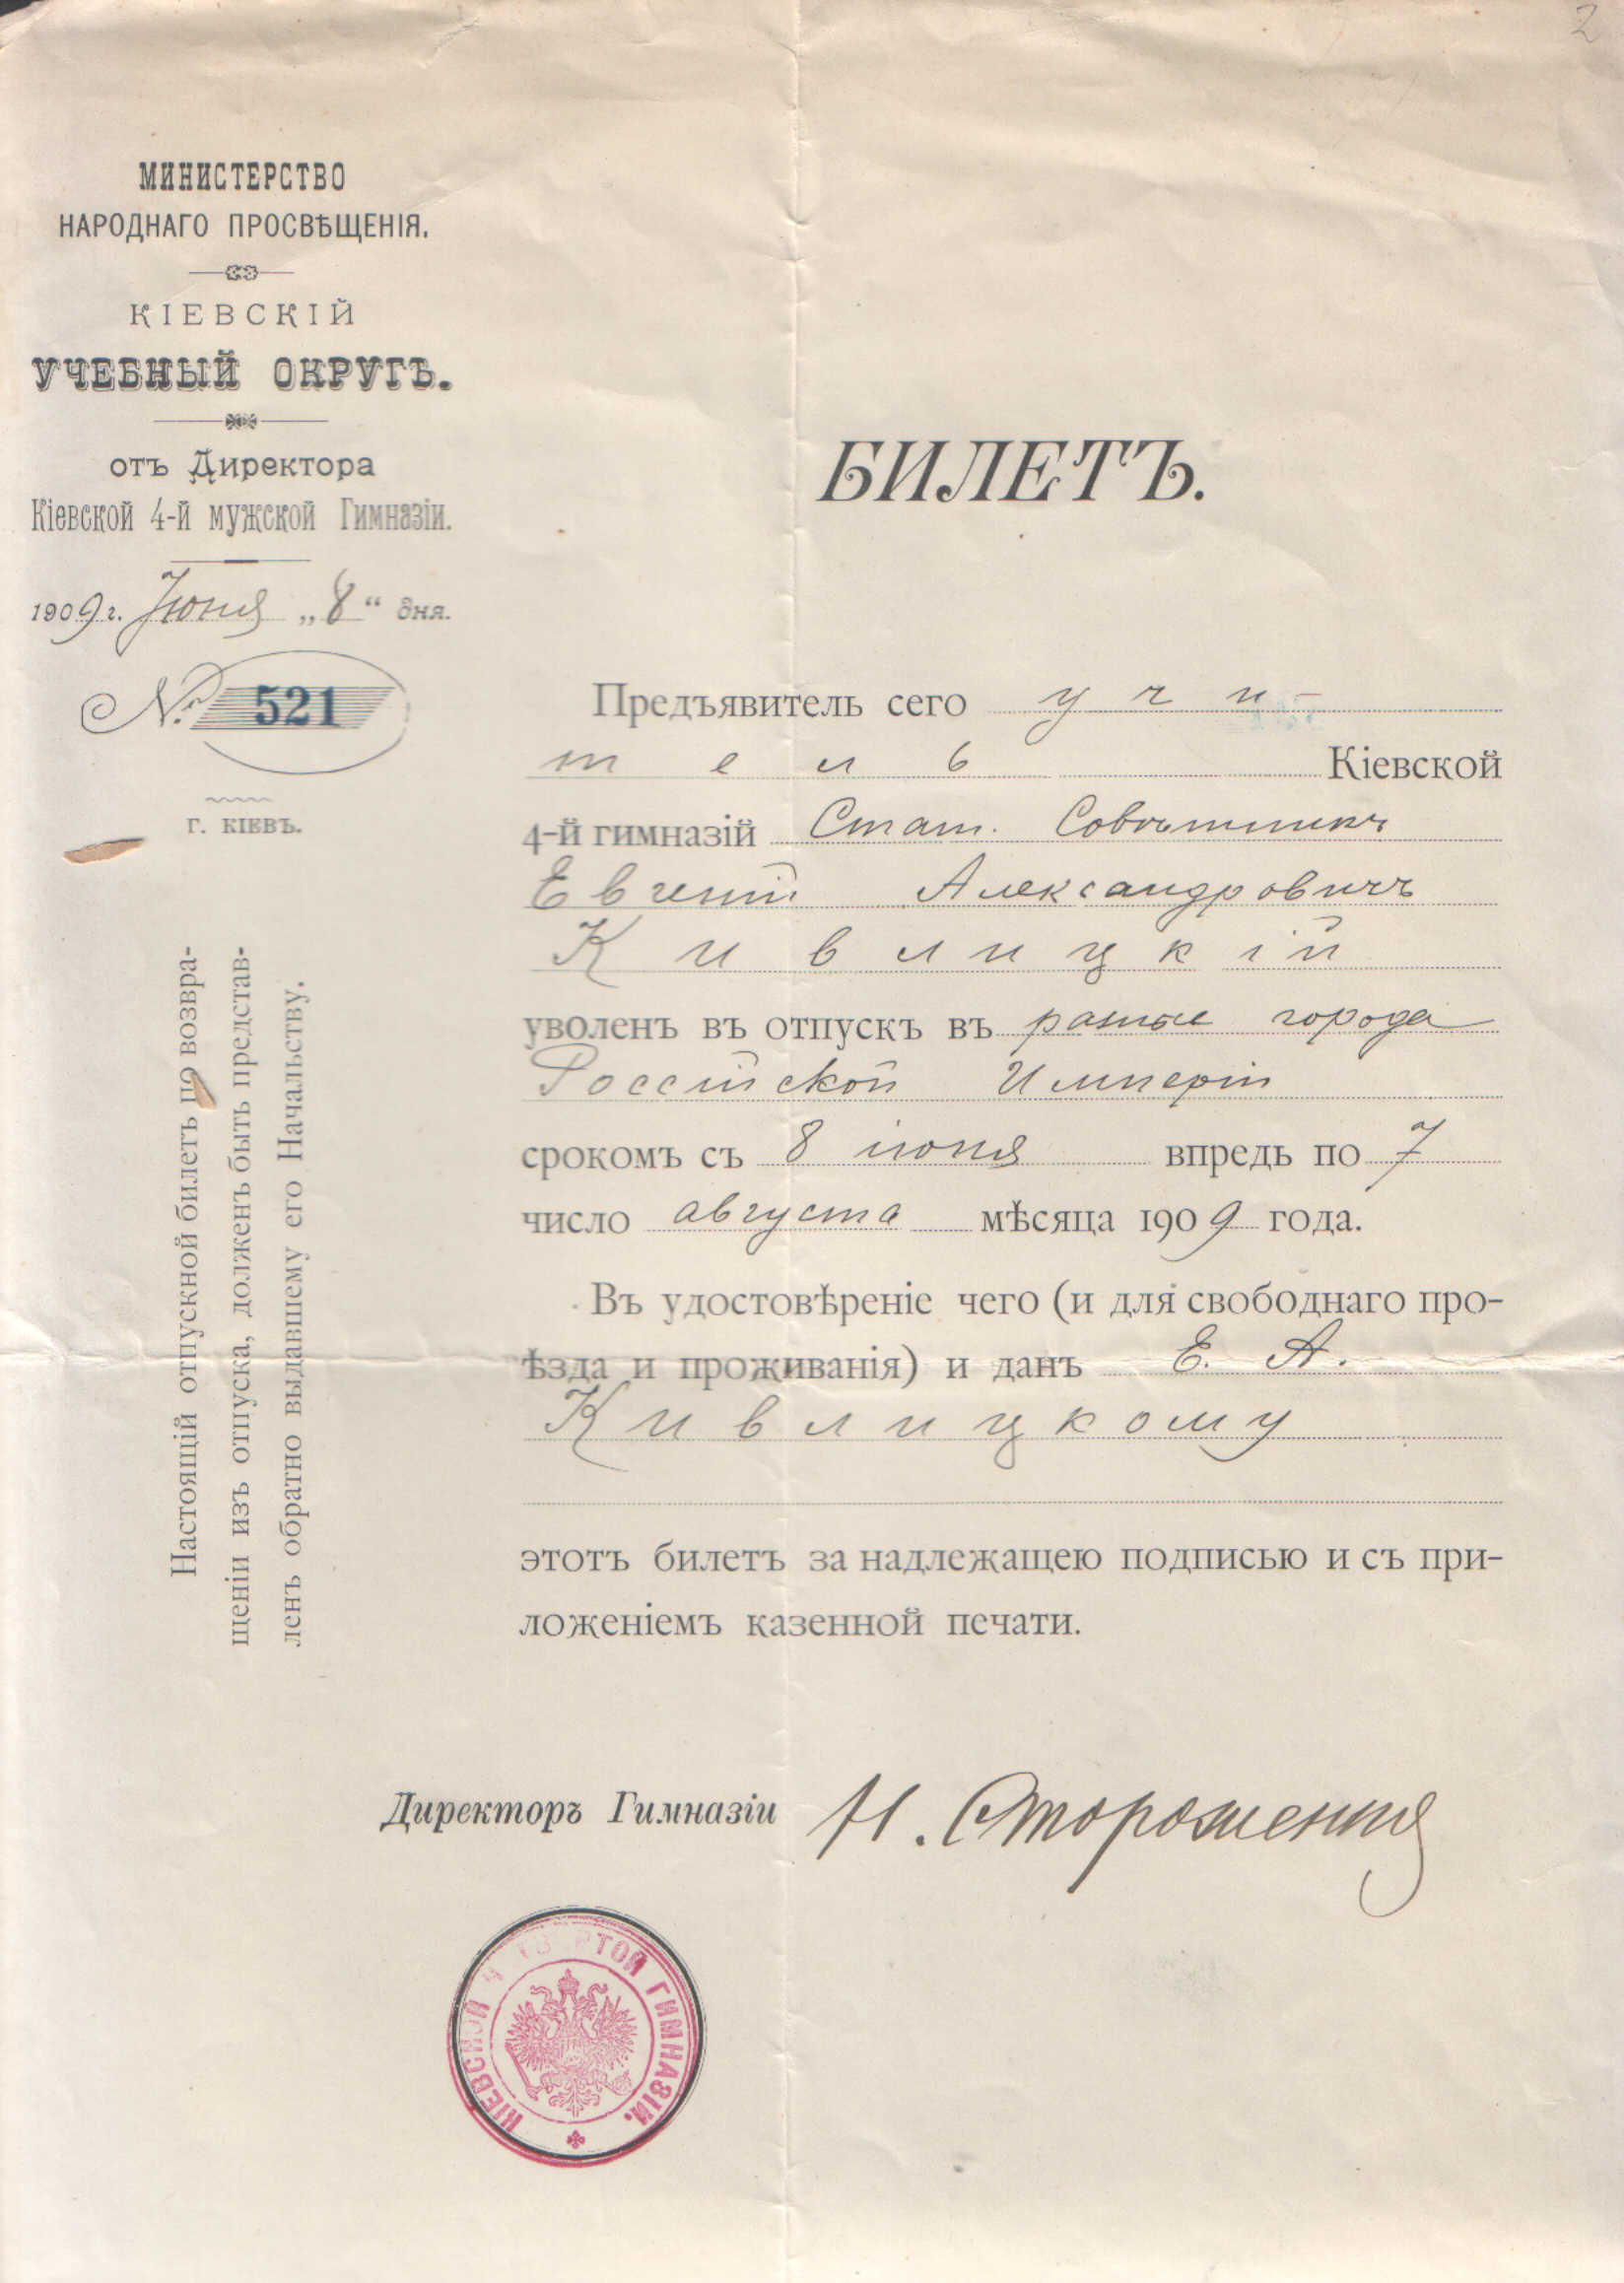 2
МИНИСТЕРСТВО
НАРОДНАГО ПРОСВѢЩЕНІЯ.
КІЕВСКІЙ
УЧЕБНЫЙ ОКРУГЪ.
отъ Директора
Кіевской 4-й мужской Гимназіи.
1909 г. Іюня „8“ дня.
№ 521
Г. КІЕВЪ.
Настоящій отпускной билетъ по возвра-
щеніи изъ отпуска, долженъ быть представ-
ленъ обратно выдавшему его Начальству.
БИЛЕТЪ.
Предъявитель сего учи-
тель Кіевской
4-й гимназій Стат. Совѣтникъ
Евгеній Александровичъ
Кивлицкій
уволенъ въ отпускъ въ разные города
Россійской Имперіи
срокомъ съ 8 іюня впредь по 7
число августа мѣсяца 1909 года.
Въ удостовѣреніе чего (и для свободнаго про-
ѣзда и проживанія) и данъ Е. А.
Кивлицкому
этотъ билетъ за надлежащею подписью и съ при-
ложеніемъ казенной печати.
Директоръ Гимназіи Н. Стороженко
КІЕВСКОЙ ЧЕТВЕРТОЙ ГИМНАЗІИ.